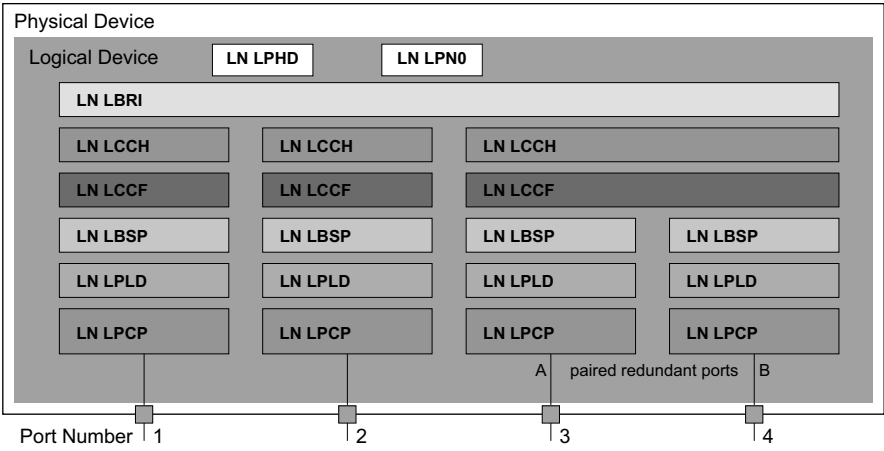 Physical Device
Logical Device LN LPHD LN LPN0
LN LBRI
LN LCCH LN LCCH LN LCCH
LN LCCF LN LCCF LN LCCF
LN LBSP LN LBSP LN LBSP LN LBSP
LN LPLD LN LPLD LN LPLD LN LPLD
LN LPCP LN LPCP LN LPCP LN LPCP
A paired redundant ports B
Port Number 1 2 3 4